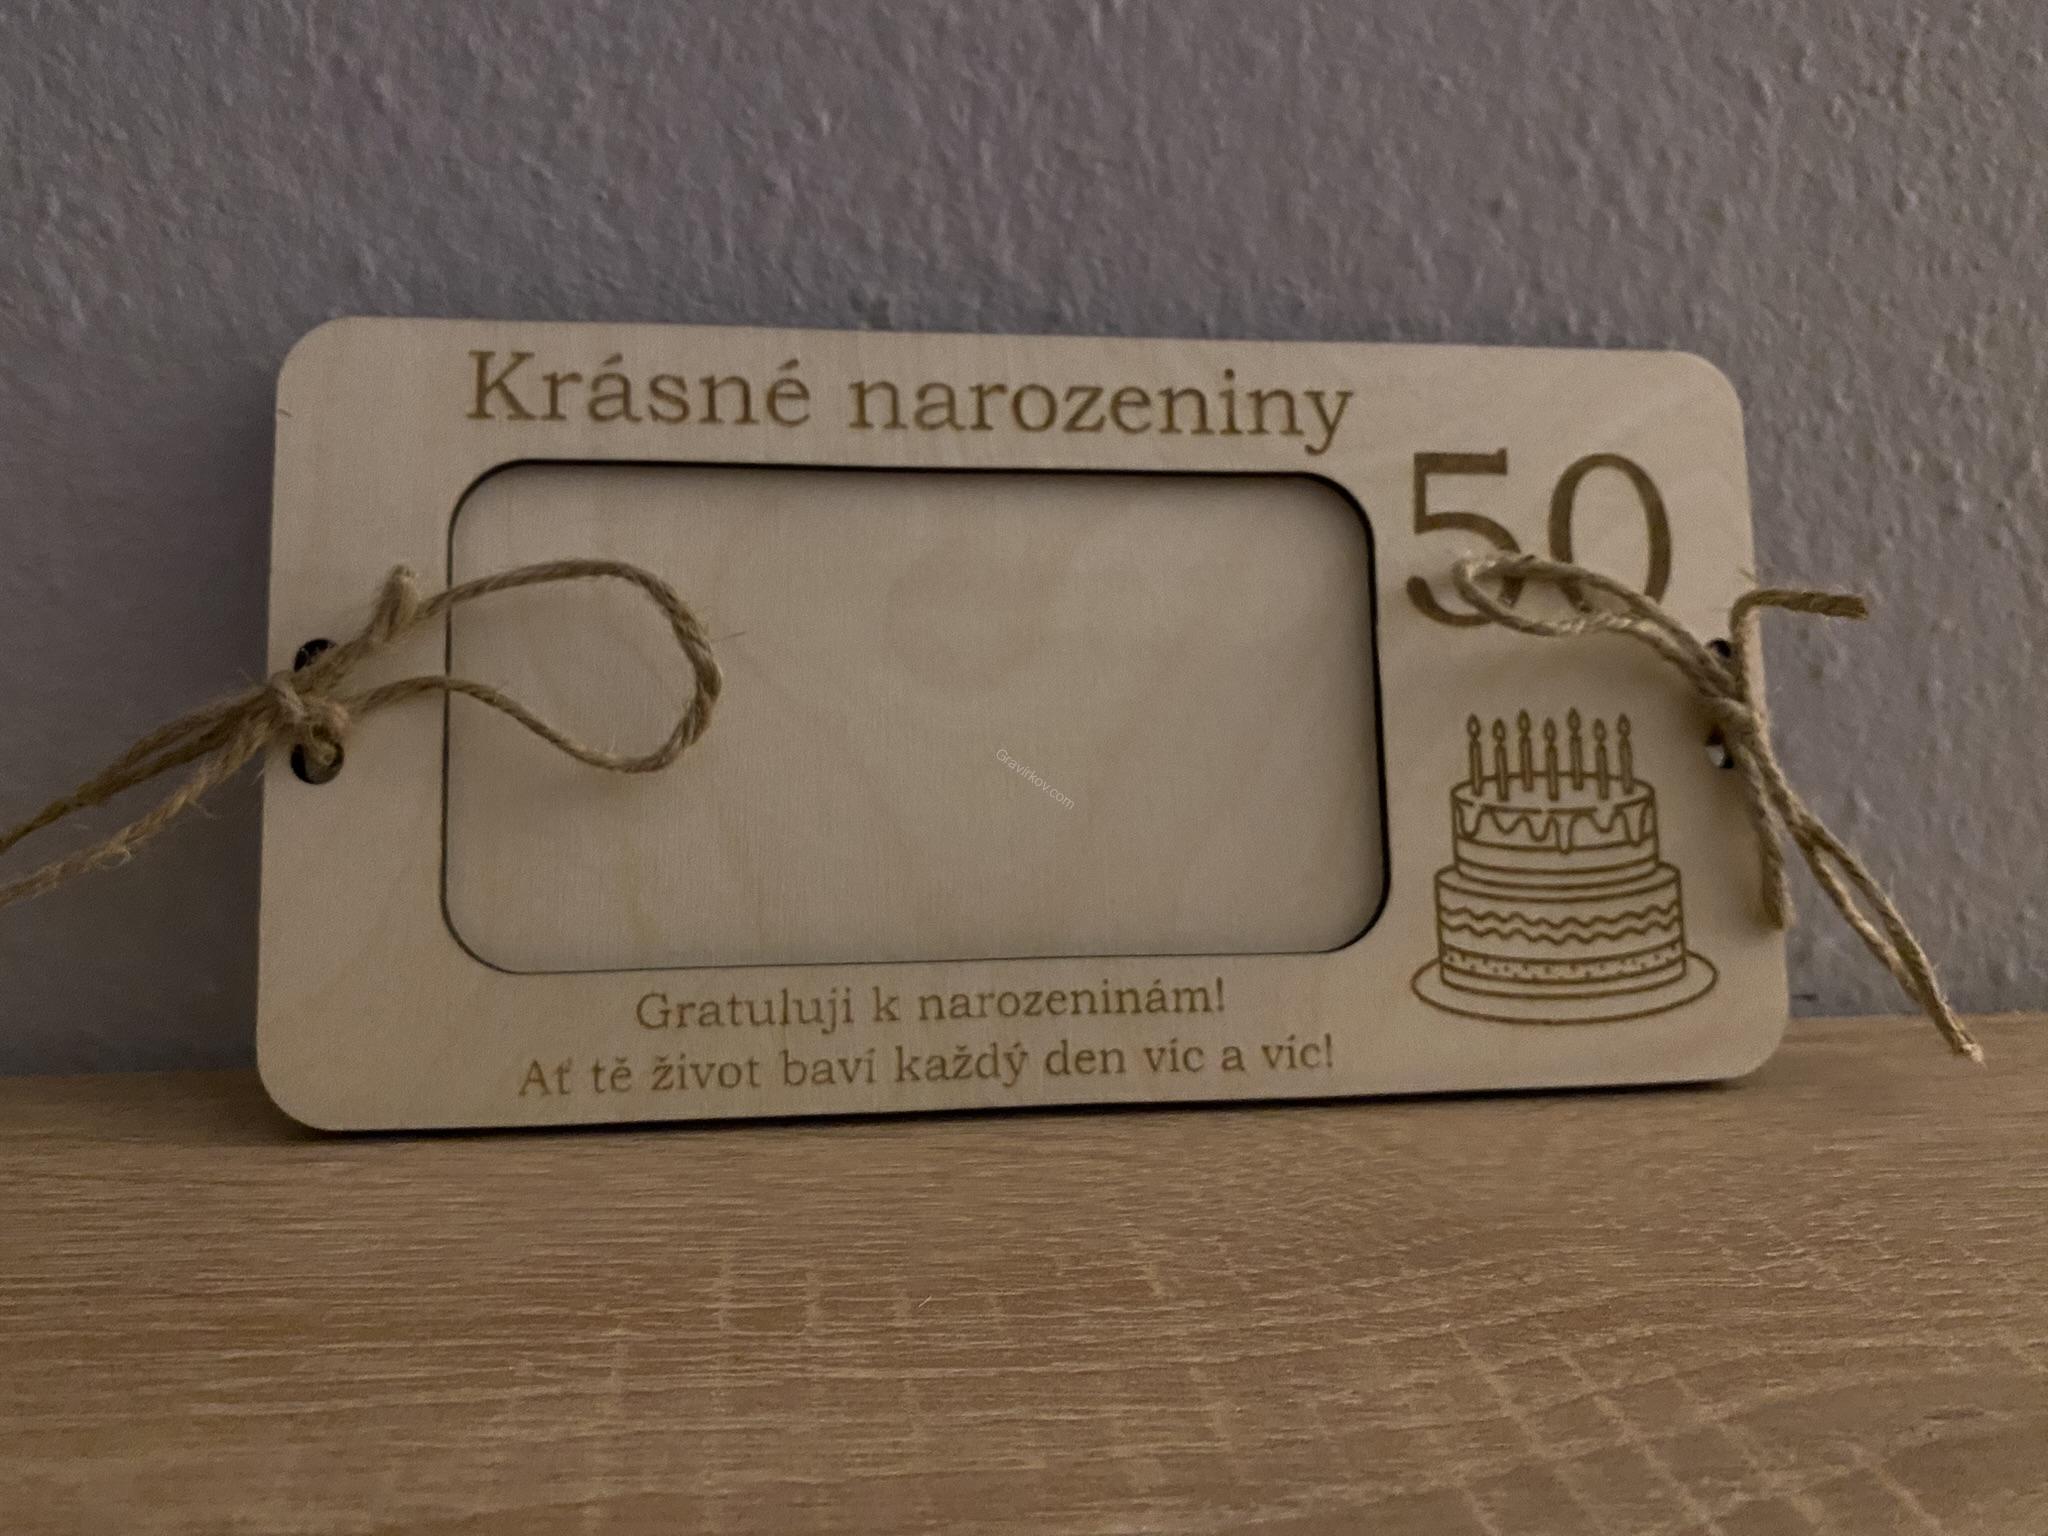 Krásné narozeniny
50
Gravirkov.com
Gratuluji k narozeninám!
Ať tě život baví každý den víc a víc!